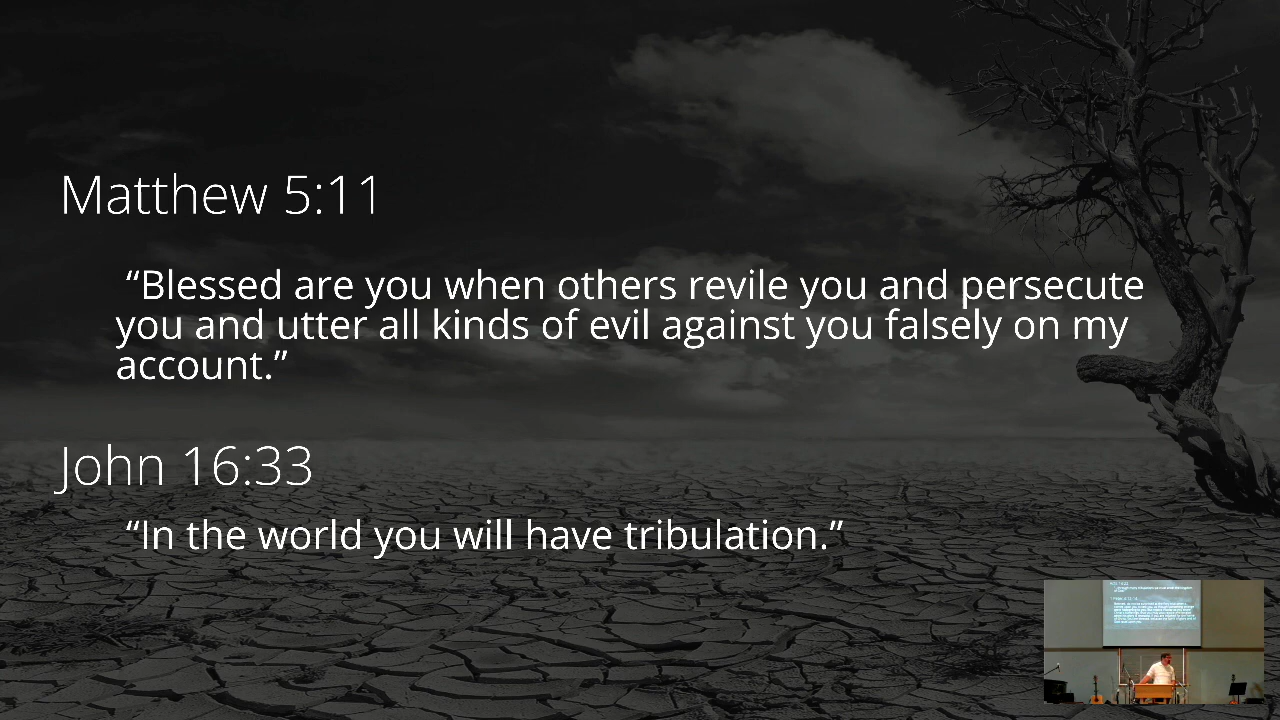 Matthew 5:11
“Blessed are you when others revile you and persecute
you and utter all kinds of evil against you falsely on my
account.”
John 16:33
“In the world you will have tribulation.”